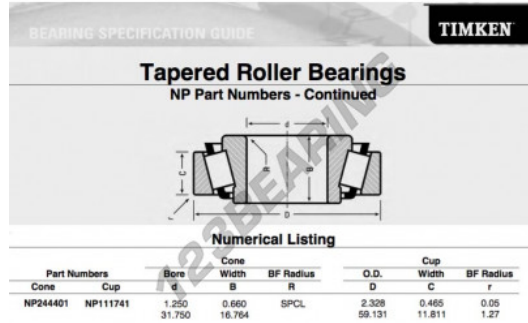 BEARING SPECIFICATION GUIDE
TIMKEN
Tapered Roller Bearings
NP Part Numbers - Continued
d
C
R
B
r
D
123BEARING
Numerical Listing
Cone Cup
Part Numbers Bore Width BF Radius O.D. Width BF Radius
Cone Cup d B R D C r
NP244401 NP111741 1.250 0.660 SPCL 2.328 0.465 0.05
31.750 16.764 59.131 11.811 1.27